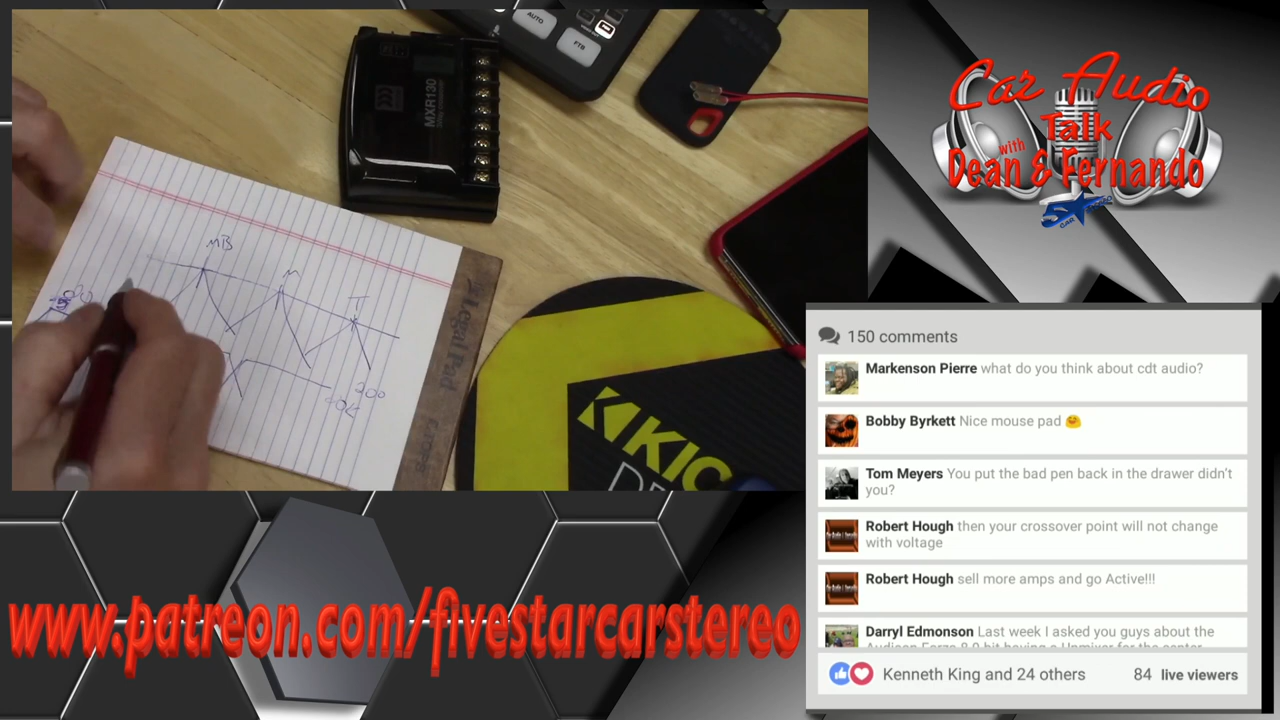 AUTO
FTB
MXR130
MB
M
T
200
Legal Pad
KIC
Car Audio
Talk
with
Dean & Fernando
5
150 comments
Markenson Pierre what do you think about cdt audio?
Bobby Byrkett Nice mouse pad 🤗
Tom Meyers You put the bad pen back in the drawer didn't
you?
Robert Hough then your crossover point will not change
with voltage
Robert Hough sell more amps and go Active!!!
Darryl Edmonson Last week I asked you guys about the
Kenneth King and 24 others
84 live viewers
www.patreon.com/fivestarcarstereo